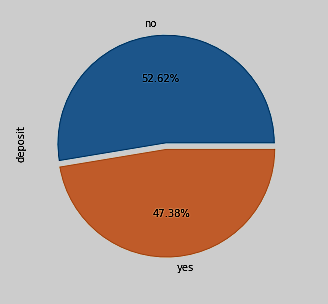 no
52.62%
deposit
47.38%
yes